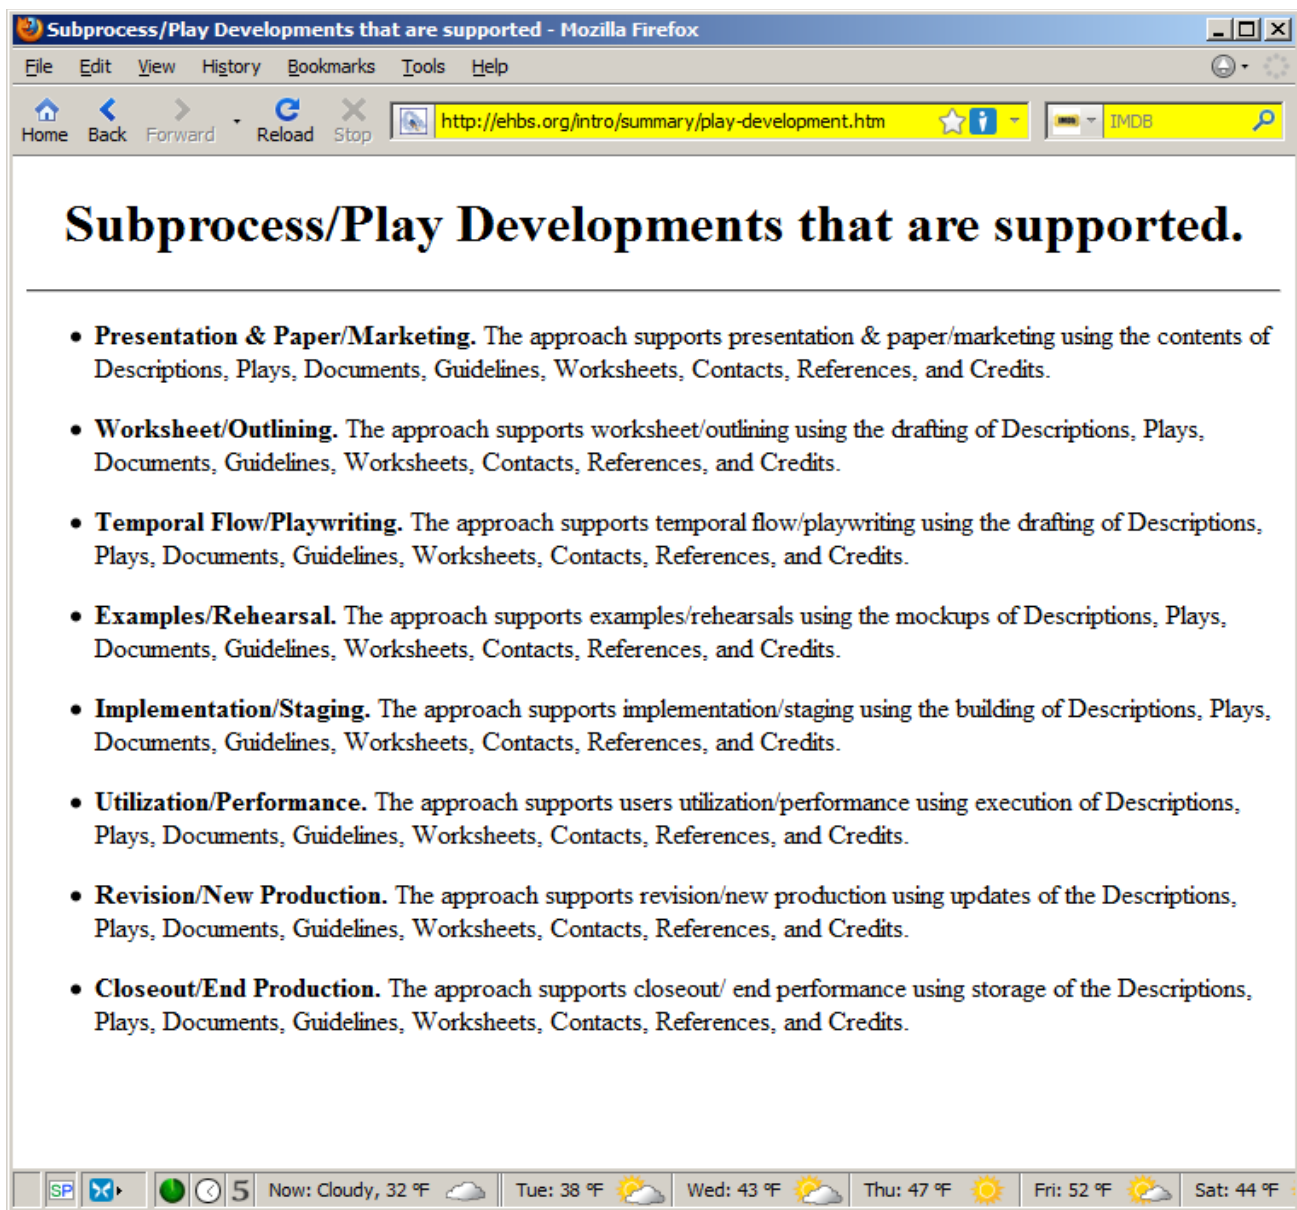 Subprocess/Play Developments that are supported - Mozilla Firefox
File Edit View History Bookmarks Tools Help
Home Back Forward Reload Stop http://ehbs.org/intro/summary/play-development.htm IMDB
Subprocess/Play Developments that are supported.
• Presentation & Paper/Marketing. The approach supports presentation & paper/marketing using the contents of
Descriptions, Plays, Documents, Guidelines, Worksheets, Contacts, References, and Credits.
• Worksheet/Outlining. The approach supports worksheet/outlining using the drafting of Descriptions, Plays,
Documents, Guidelines, Worksheets, Contacts, References, and Credits.
• Temporal Flow/Playwriting. The approach supports temporal flow/playwriting using the drafting of Descriptions,
Plays, Documents, Guidelines, Worksheets, Contacts, References, and Credits.
• Examples/Rehearsal. The approach supports examples/rehearsals using the mockups of Descriptions, Plays,
Documents, Guidelines, Worksheets, Contacts, References, and Credits.
• Implementation/Staging. The approach supports implementation/staging using the building of Descriptions, Plays,
Documents, Guidelines, Worksheets, Contacts, References, and Credits.
• Utilization/Performance. The approach supports users utilization/performance using execution of Descriptions,
Plays, Documents, Guidelines, Worksheets, Contacts, References, and Credits.
• Revision/New Production. The approach supports revision/new production using updates of the Descriptions,
Plays, Documents, Guidelines, Worksheets, Contacts, References, and Credits.
• Closeout/End Production. The approach supports closeout/ end performance using storage of the Descriptions,
Plays, Documents, Guidelines, Worksheets, Contacts, References, and Credits.
SP 5 Now: Cloudy, 32 °F Tue: 38 °F Wed: 43 °F Thu: 47 °F Fri: 52 °F Sat: 44 °F